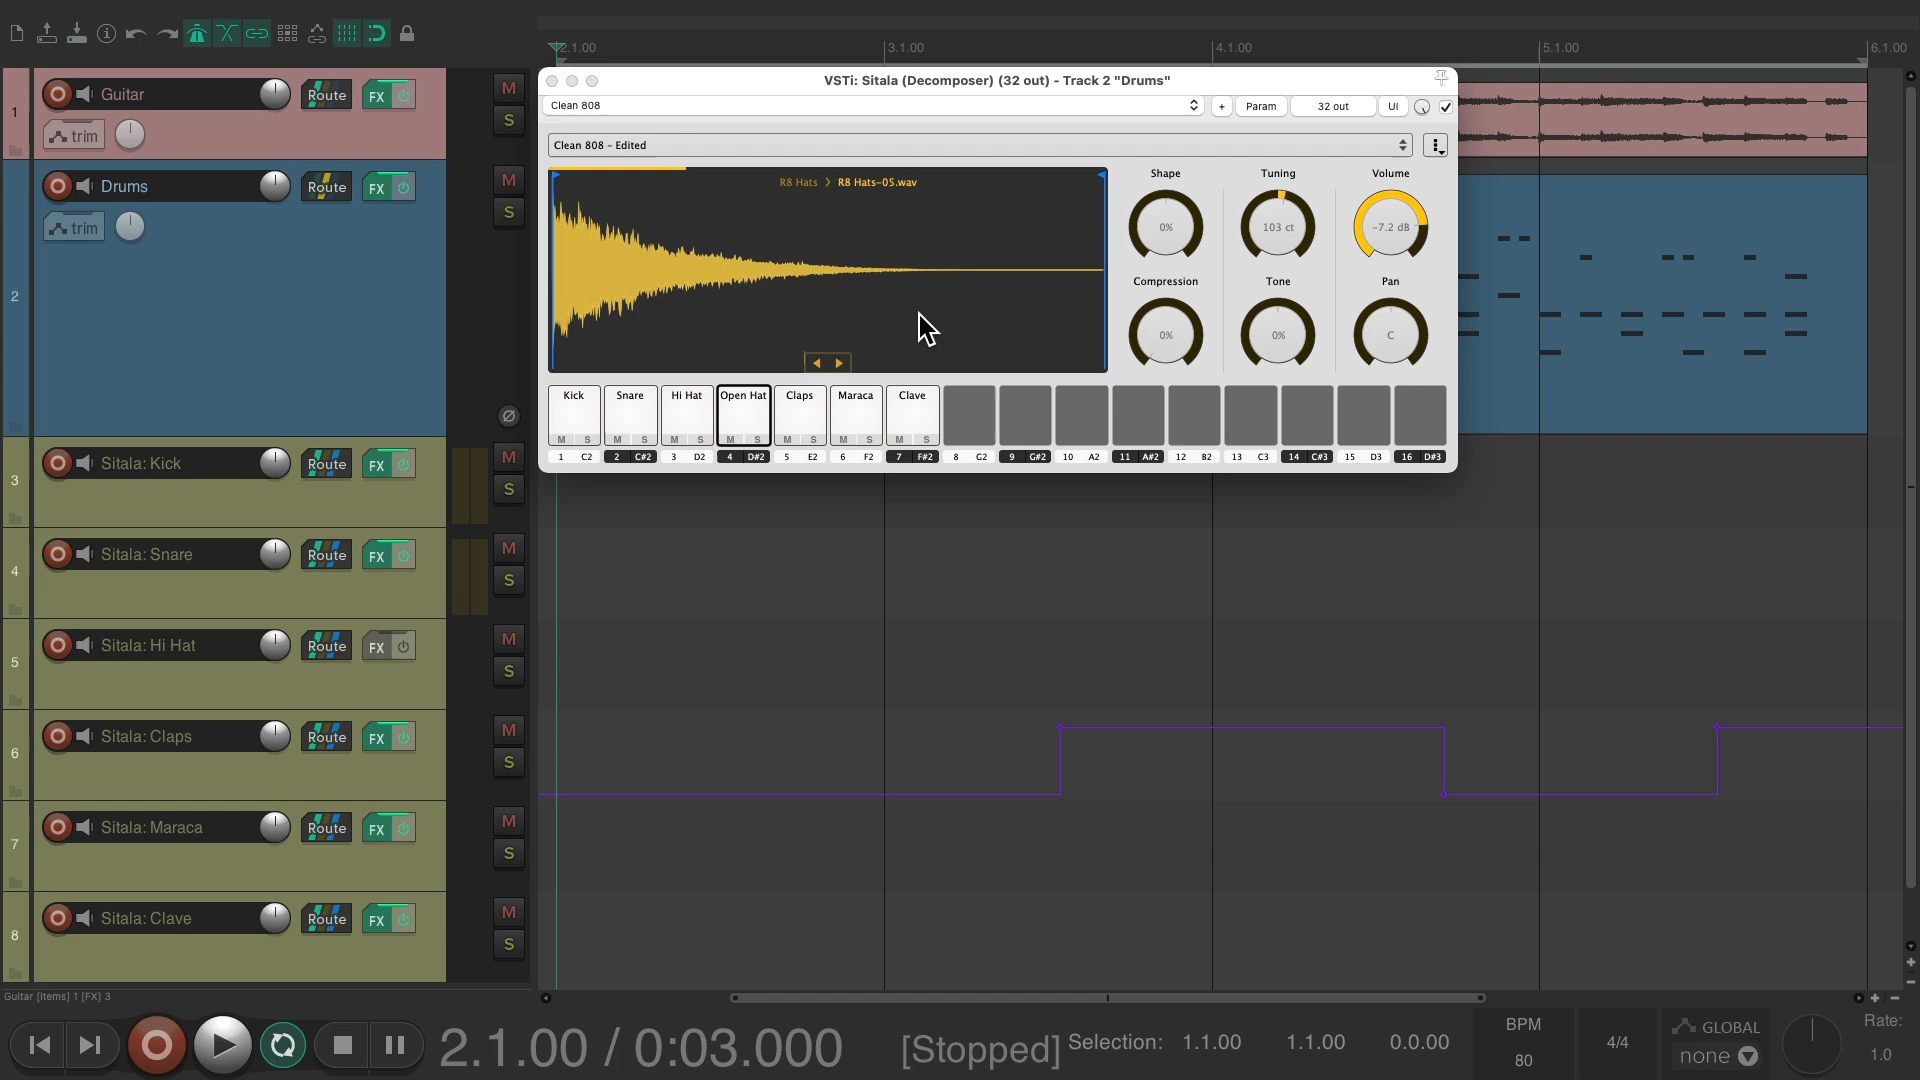 2.1.00
3.1.00
4.1.00
5.1.00
6.1.00
VSTi: Sitala (Decomposer) (32 out) - Track 2 "Drums"
Clean 808
+
Param
32 out
UI
Clean 808 – Edited
R8 Hats > R8 Hats-05.wav
Shape
Tuning
Volume
0%
103 ct
-7.2 dB
Compression
Tone
Pan
0%
0%
C
Kick
Snare
Hi Hat
Open Hat
Claps
Maraca
Clave
M S M S M S M S M S M S M S
1 C2 2 C#2 3 D2 4 D#2 5 E2 6 F2 7 F#2 8 G2 9 G#2 10 A2 11 A#2 12 B2 13 C3 14 C#3 15 D3 16 D#3
1
Guitar
Route
FX
M
S
trim
2
Drums
Route
FX
M
S
trim
3
Sitala: Kick
Route
FX
M
S
4
Sitala: Snare
Route
FX
M
S
5
Sitala: Hi Hat
Route
FX
M
S
6
Sitala: Claps
Route
FX
M
S
7
Sitala: Maraca
Route
FX
M
S
8
Sitala: Clave
Route
FX
M
S
Guitar [items] 1 [FX] 3
2.1.00 / 0:03.000
[Stopped]
Selection: 1.1.00 1.1.00 0.0.00
BPM
80
4/4
GLOBAL
none
Rate:
1.0